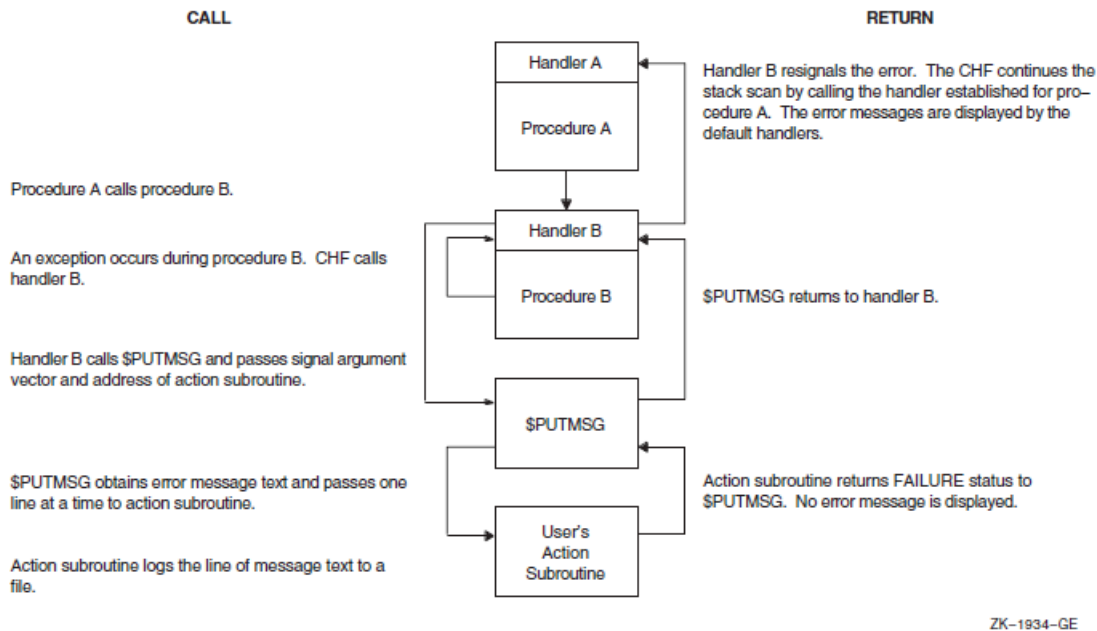 CALL
RETURN
Handler A
Procedure A
Handler B resignals the error. The CHF continues the
stack scan by calling the handler established for pro–
cedure A. The error messages are displayed by the
default handlers.
Procedure A calls procedure B.
Handler B
Procedure B
An exception occurs during procedure B. CHF calls
handler B.
$PUTMSG returns to handler B.
Handler B calls $PUTMSG and passes signal argument
vector and address of action subroutine.
$PUTMSG
$PUTMSG obtains error message text and passes one
line at a time to action subroutine.
Action subroutine returns FAILURE status to
$PUTMSG. No error message is displayed.
User's
Action
Subroutine
Action subroutine logs the line of message text to a
file.
ZK–1934–GE